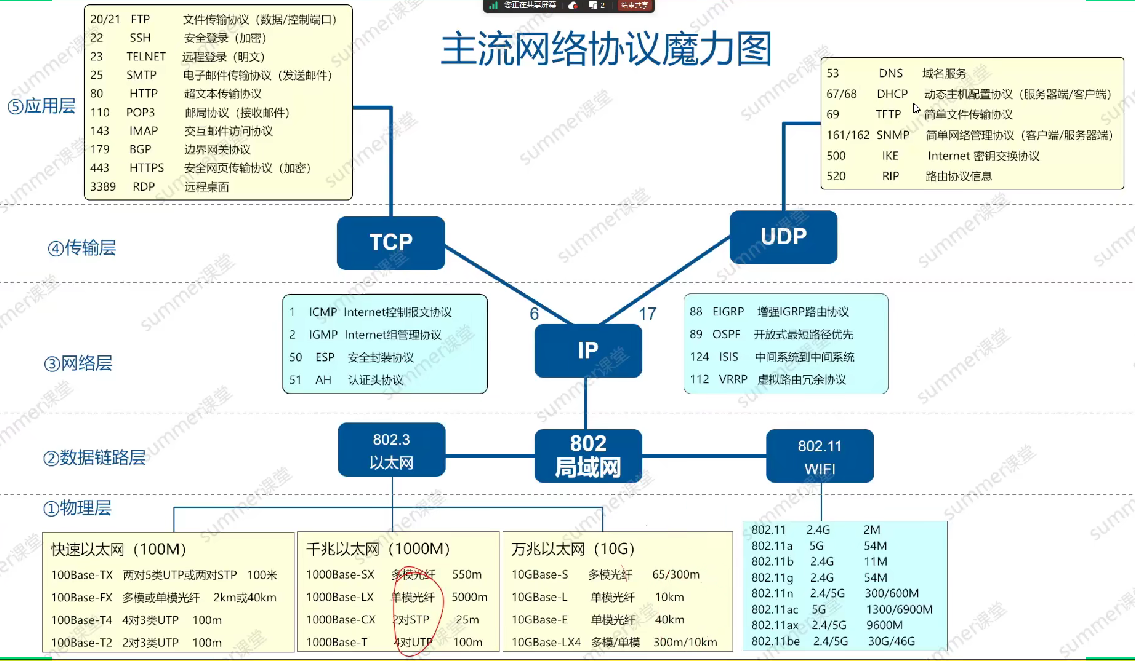 您正在共享屏幕 2 结束共享
主流网络协议魔力图
⑤应用层
20/21 FTP 文件传输协议（数据/控制端口）
22 SSH 安全登录（加密）
23 TELNET 远程登录（明文）
25 SMTP 电子邮件传输协议（发送邮件）
80 HTTP 超文本传输协议
110 POP3 邮局协议（接收邮件）
143 IMAP 交互邮件访问协议
179 BGP 边界网关协议
443 HTTPS 安全网页传输协议（加密）
3389 RDP 远程桌面
53 DNS 域名服务
67/68 DHCP 动态主机配置协议（服务器端/客户端）
69 TFTP 简单文件传输协议
161/162 SNMP 简单网络管理协议（客户端/服务器端）
500 IKE Internet 密钥交换协议
520 RIP 路由协议信息
④传输层
TCP
UDP
③网络层
1 ICMP Internet控制报文协议
2 IGMP Internet组管理协议
50 ESP 安全封装协议
51 AH 认证头协议
6
17
IP
88 EIGRP 增强IGRP路由协议
89 OSPF 开放式最短路径优先
124 ISIS 中间系统到中间系统
112 VRRP 虚拟路由冗余协议
②数据链路层
802.3
以太网
802
局域网
802.11
WIFI
①物理层
快速以太网（100M）
100Base-TX 两对5类UTP或两对STP 100米
100Base-FX 多模或单模光纤 2km或40km
100Base-T4 4对3类UTP 100m
100Base-T2 2对3类UTP 100m
千兆以太网（1000M）
1000Base-SX 多模光纤 550m
1000Base-LX 单模光纤 5000m
1000Base-CX 2对STP 25m
1000Base-T 4对UTP 100m
万兆以太网（10G）
10GBase-S 多模光纤 65/300m
10GBase-L 单模光纤 10km
10GBase-E 单模光纤 40km
10GBase-LX4 多模/单模 300m/10km
802.11 2.4G 2M
802.11a 5G 54M
802.11b 2.4G 11M
802.11g 2.4G 54M
802.11n 2.4/5G 300/600M
802.11ac 5G 1300/6900M
802.11ax 2.4/5G 9600M
802.11be 2.4/5G 30G/46G
summer课堂